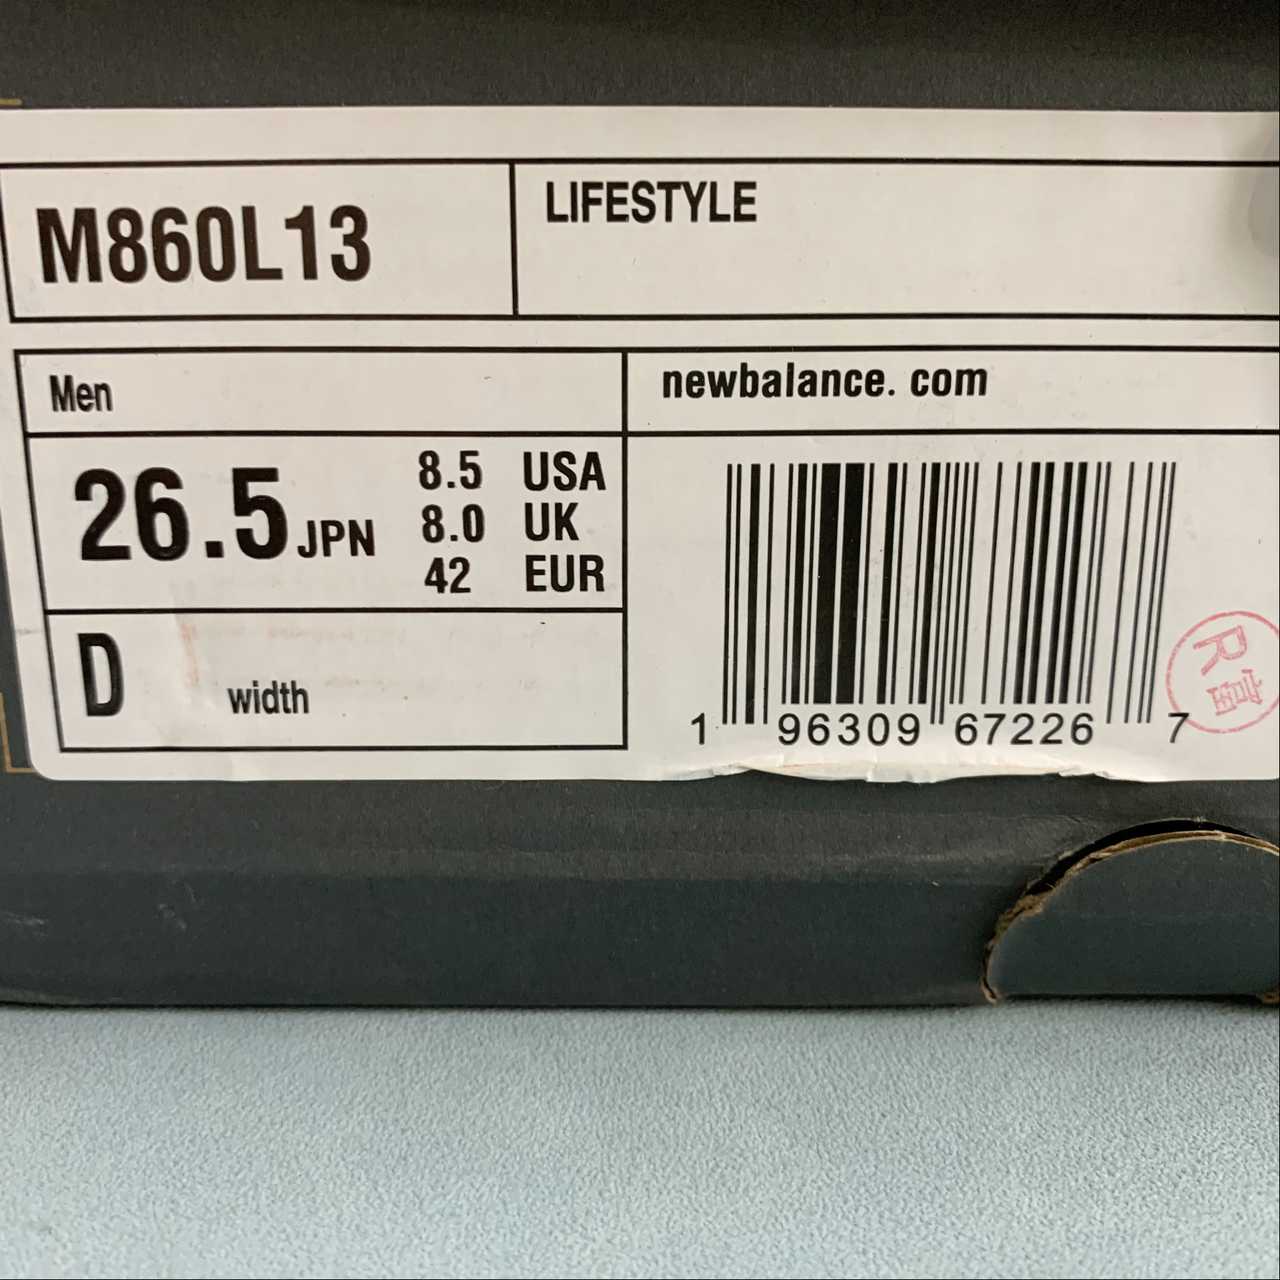 M860L13
LIFESTYLE
Men
newbalance. com
26.5 JPN
8.5 USA
8.0 UK
42 EUR
D width
1 96309 67226 7
R